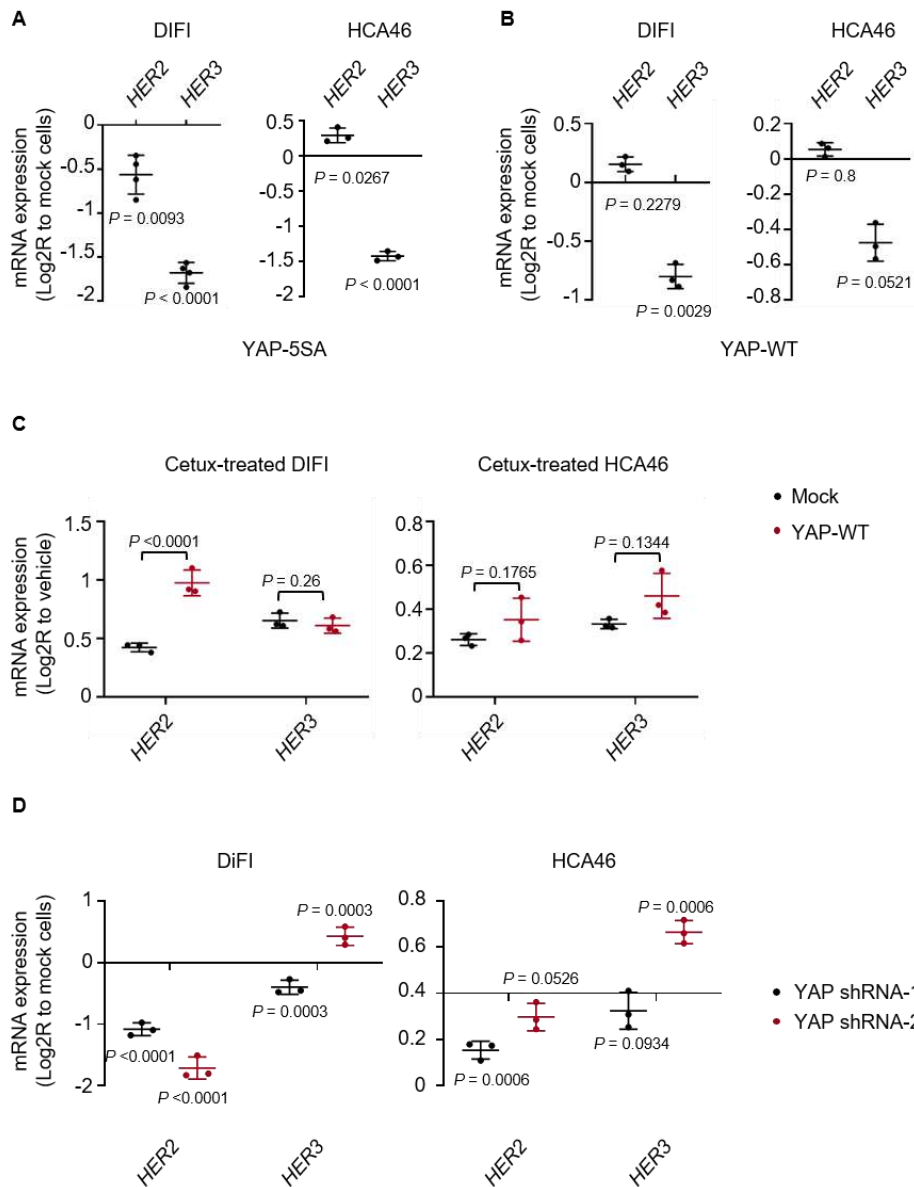 A
DIFI
HCA46
HER2
HER3
HER2
HER3
mRNA expression
(Log2R to mock cells)
0
-0.5
-1
-1.5
-2
P = 0.0093
P < 0.0001
0.5
0
-0.5
-1
-1.5
-2
P = 0.0267
P < 0.0001
YAP-5SA
B
DIFI
HCA46
HER2
HER3
HER2
HER3
mRNA expression
(Log2R to mock cells)
0.5
0
-0.5
-1
P = 0.2279
P = 0.0029
0.2
0
-0.2
-0.4
-0.6
-0.8
P = 0.8
P = 0.0521
YAP-WT
C
Cetux-treated DIFI
Cetux-treated HCA46
mRNA expression
(Log2R to vehicle)
1.5
1
0.5
0
P <0.0001
P = 0.26
HER2
HER3
0.8
0.6
0.4
0.2
0
P = 0.1765
P = 0.1344
HER2
HER3
Mock
YAP-WT
D
DiFI
HCA46
mRNA expression
(Log2R to mock cells)
1
0
-1
-2
P = 0.0003
P = 0.0003
P <0.0001
P <0.0001
HER2
HER3
0.8
0.6
0.4
0.2
0
P = 0.0006
P = 0.0526
P = 0.0934
P = 0.0006
HER2
HER3
YAP shRNA-1
YAP shRNA-2